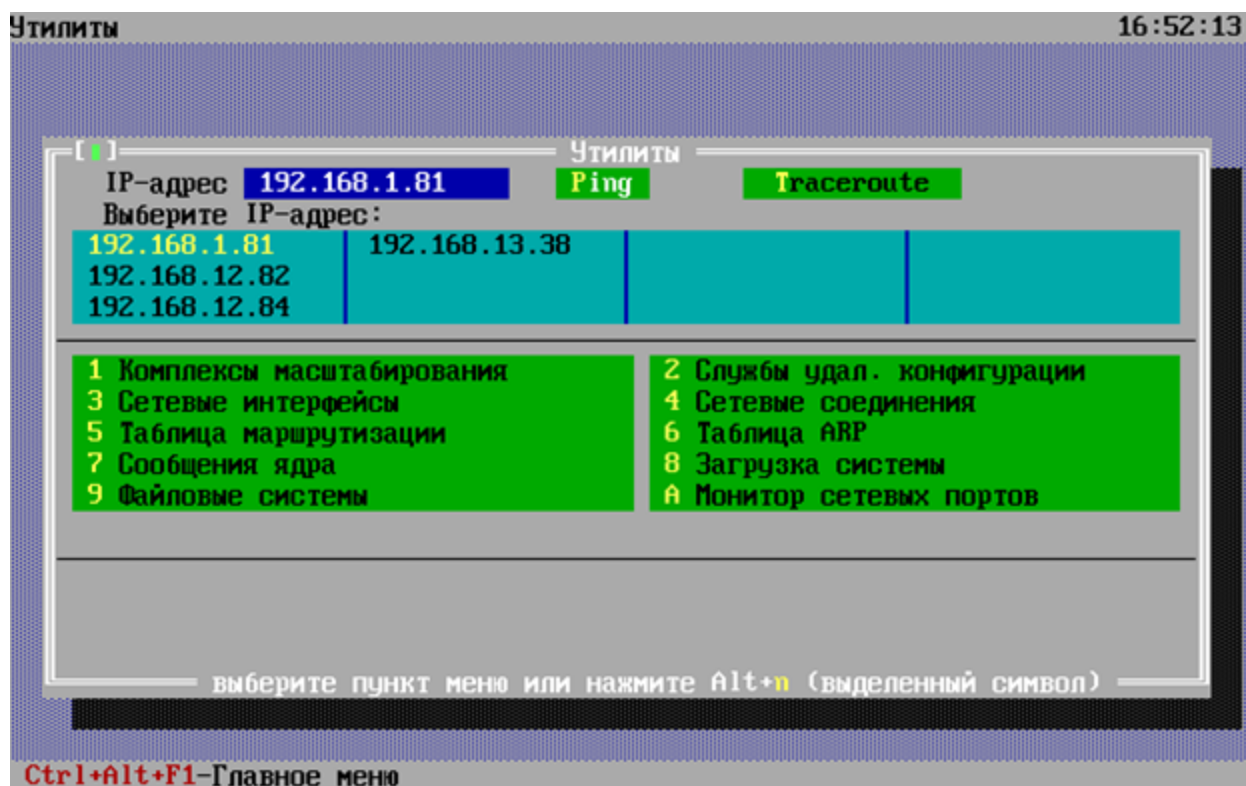 Утилиты 16:52:13
[ ] Утилиты
IP-адрес 192.168.1.81 Ping Traceroute
Выберите IP-адрес:
192.168.1.81 192.168.13.38
192.168.12.82
192.168.12.84
1 Комплексы масштабирования 2 Службы удал. конфигурации
3 Сетевые интерфейсы 4 Сетевые соединения
5 Таблица маршрутизации 6 Таблица ARP
7 Сообщения ядра 8 Загрузка системы
9 Файловые системы A Монитор сетевых портов
выберите пункт меню или нажмите Alt+n (выделенный символ)
Ctrl+Alt+F1-Главное меню